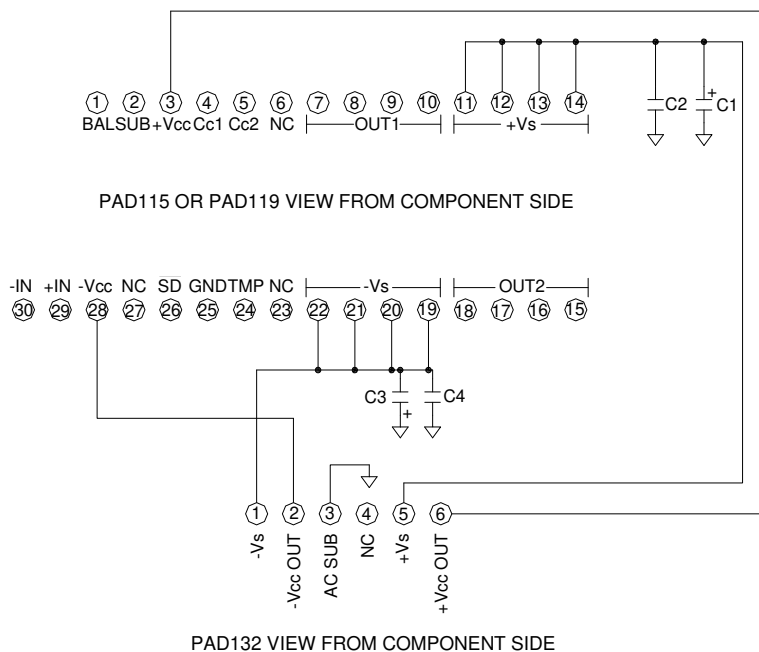 1 2 3 4 5 6 7 8 9 10 11 12 13 14
C2 + C1
BAL SUB +Vcc Cc1 Cc2 NC OUT1 +Vs
PAD115 OR PAD119 VIEW FROM COMPONENT SIDE
-IN +IN -Vcc NC SD GND TMP NC -Vs OUT2
30 29 28 27 26 25 24 23 22 21 20 19 18 17 16 15
C3 + C4
1 2 3 4 5 6
-Vs
-Vcc OUT
AC SUB
NC
+Vs
+Vcc OUT
PAD132 VIEW FROM COMPONENT SIDE